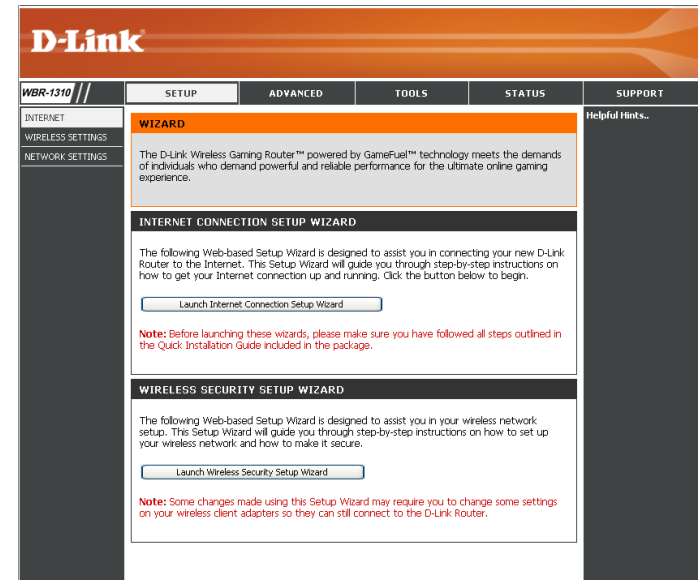 D-Link
WBR-1310 //
SETUP
ADVANCED
TOOLS
STATUS
SUPPORT
INTERNET
WIRELESS SETTINGS
NETWORK SETTINGS
WIZARD
The D-Link Wireless Gaming Router™ powered by GameFuel™ technology meets the demands
of individuals who demand powerful and reliable performance for the ultimate online gaming
experience.
INTERNET CONNECTION SETUP WIZARD
The following Web-based Setup Wizard is designed to assist you in connecting your new D-Link
Router to the Internet. This Setup Wizard will guide you through step-by-step instructions on
how to get your Internet connection up and running. Click the button below to begin.
Launch Internet Connection Setup Wizard
Note: Before launching these wizards, please make sure you have followed all steps outlined in
the Quick Installation Guide included in the package.
WIRELESS SECURITY SETUP WIZARD
The following Web-based Setup Wizard is designed to assist you in your wireless network
setup. This Setup Wizard will guide you through step-by-step instructions on how to set up
your wireless network and how to make it secure.
Launch Wireless Security Setup Wizard
Note: Some changes made using this Setup Wizard may require you to change some settings
on your wireless client adapters so they can still connect to the D-Link Router.
Helpful Hints..